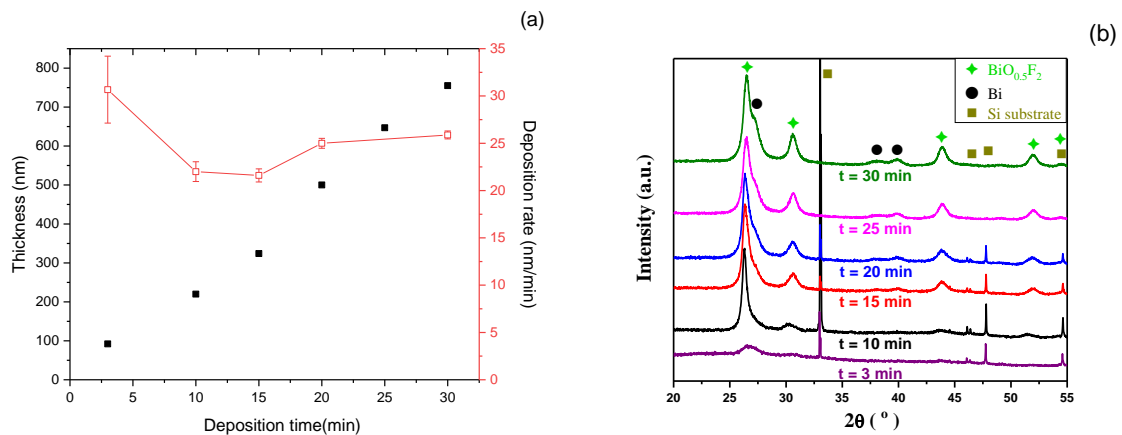 (a)
800
700
600
500
400
300
200
100
0
Thickness (nm)
35
30
25
20
15
10
5
0
Deposition rate (nm/min)
0 5 10 15 20 25 30
Deposition time(min)
(b)
BiO0.5F2
Bi
Si substrate
t = 30 min
t = 25 min
t = 20 min
t = 15 min
t = 10 min
t = 3 min
Intensity (a.u.)
20 25 30 35 40 45 50 55
2θ ( ° )